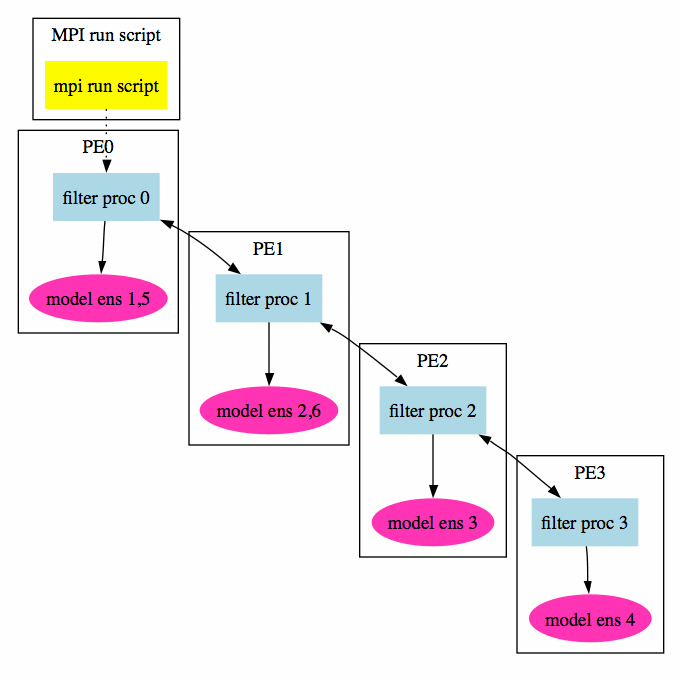 MPI run script
mpi run script
PE0
filter proc 0
model ens 1,5
PE1
filter proc 1
model ens 2,6
PE2
filter proc 2
model ens 3
PE3
filter proc 3
model ens 4